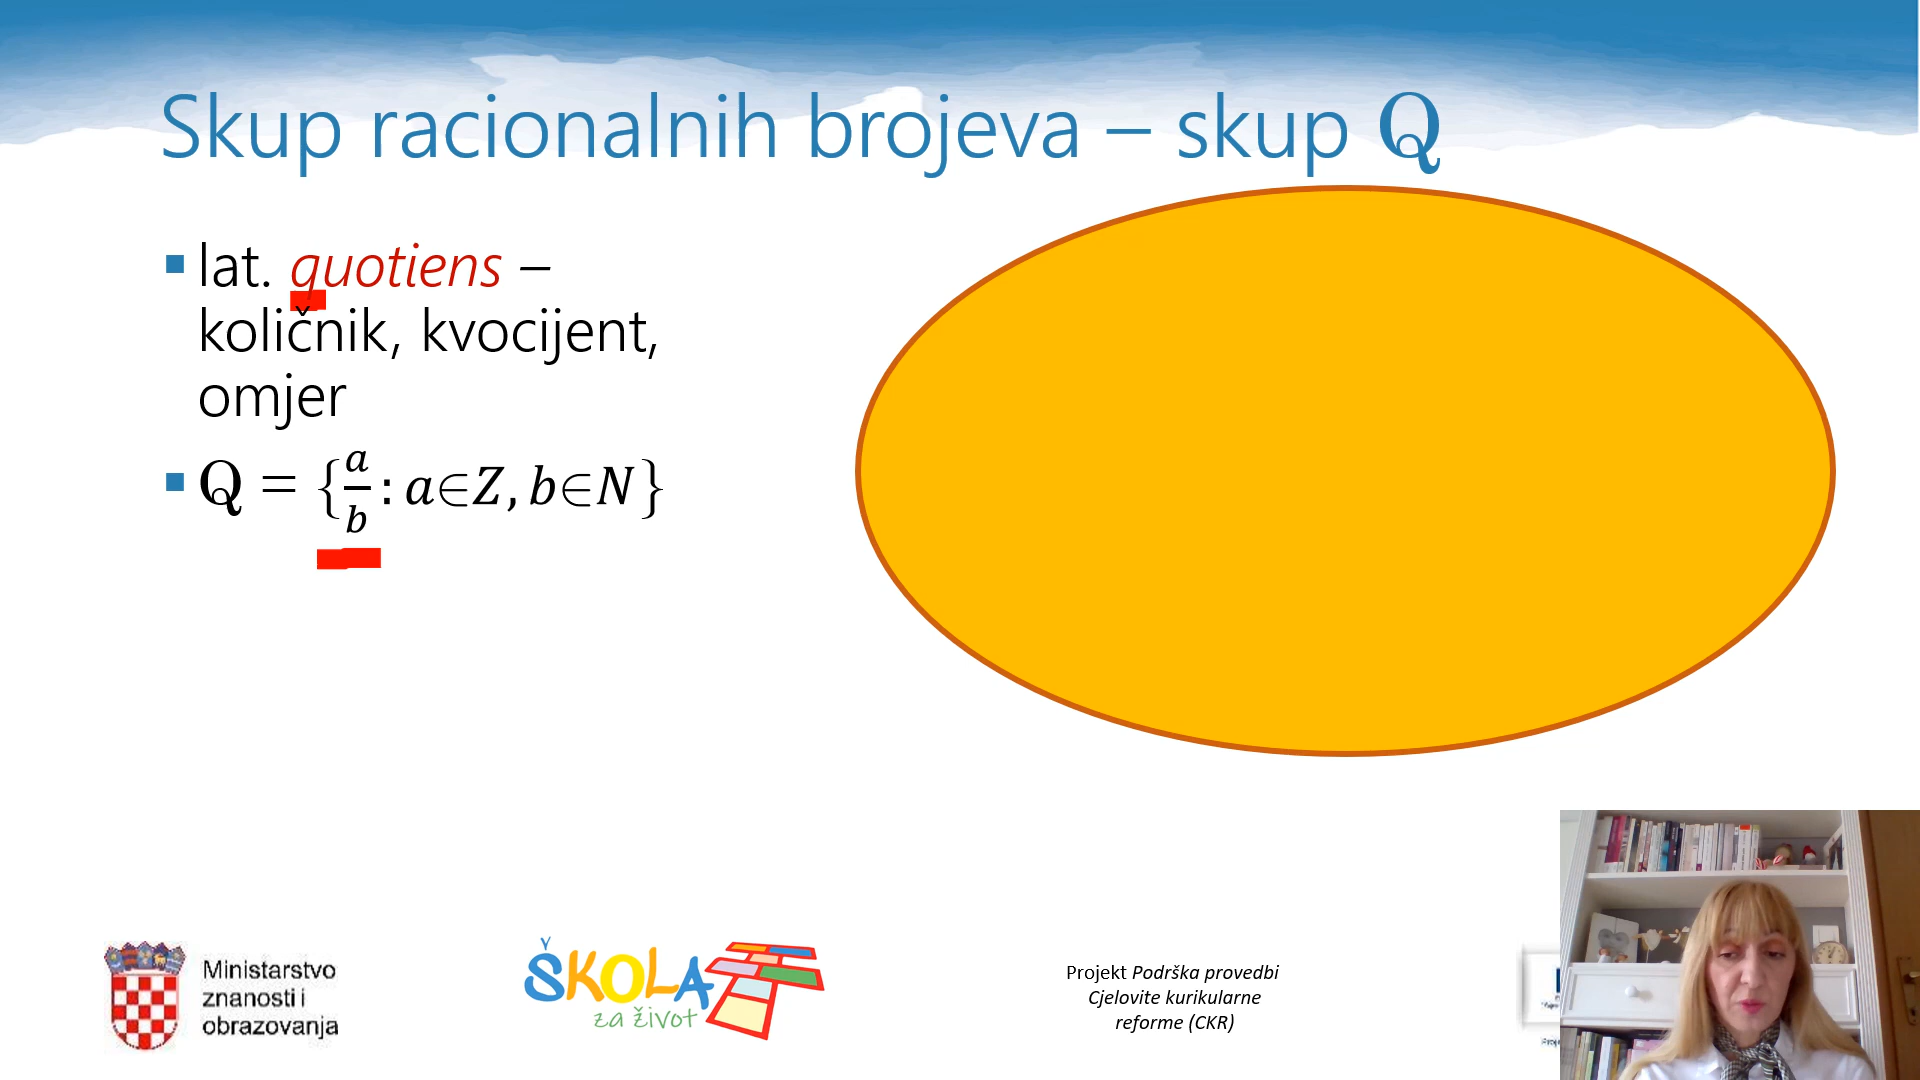 Skup racionalnih brojeva – skup Q
▪ lat. quotiens –
količnik, kvocijent,
omjer
▪ Q = {a/b : a∈Z, b∈N}
Ministarstvo
znanosti i
obrazovanja
ŠKOLA
za život
Projekt Podrška provedbi
Cjelovite kurikularne
reforme (CKR)